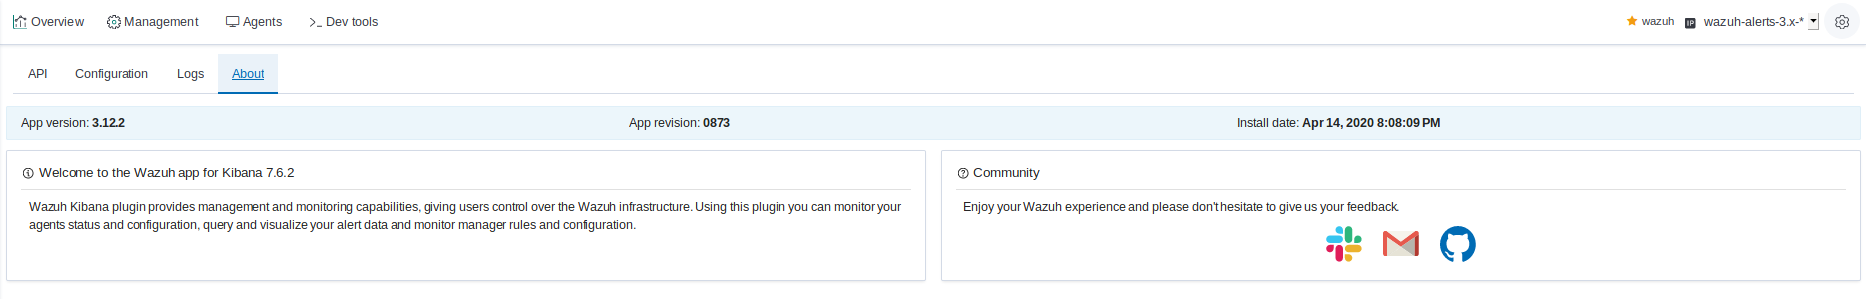 Overview Management Agents >_ Dev tools wazuh IP wazuh-alerts-3.x-*
API Configuration Logs About
App version: 3.12.2 App revision: 0873 Install date: Apr 14, 2020 8:08:09 PM
Welcome to the Wazuh app for Kibana 7.6.2
Wazuh Kibana plugin provides management and monitoring capabilities, giving users control over the Wazuh infrastructure. Using this plugin you can monitor your
agents status and configuration, query and visualize your alert data and monitor manager rules and configuration.
Community
Enjoy your Wazuh experience and please don't hesitate to give us your feedback.